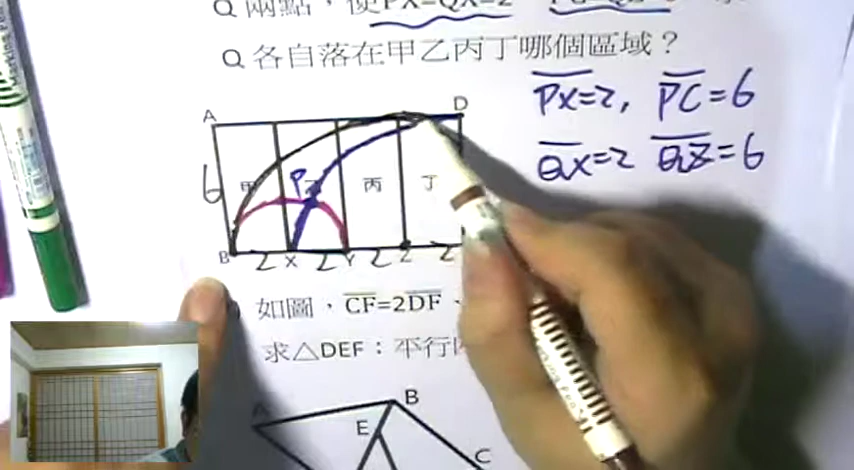 Q 兩點，使PX=QX=2
Q 各自落在甲乙丙丁哪個區域？
PX=2, PC=6
QX=2 QZ=6
A D
6 甲 P 丙 丁
B 2 X 2 Y 2 Z 2
如圖，CF=2DF、
求△DEF：平行
A B
E C